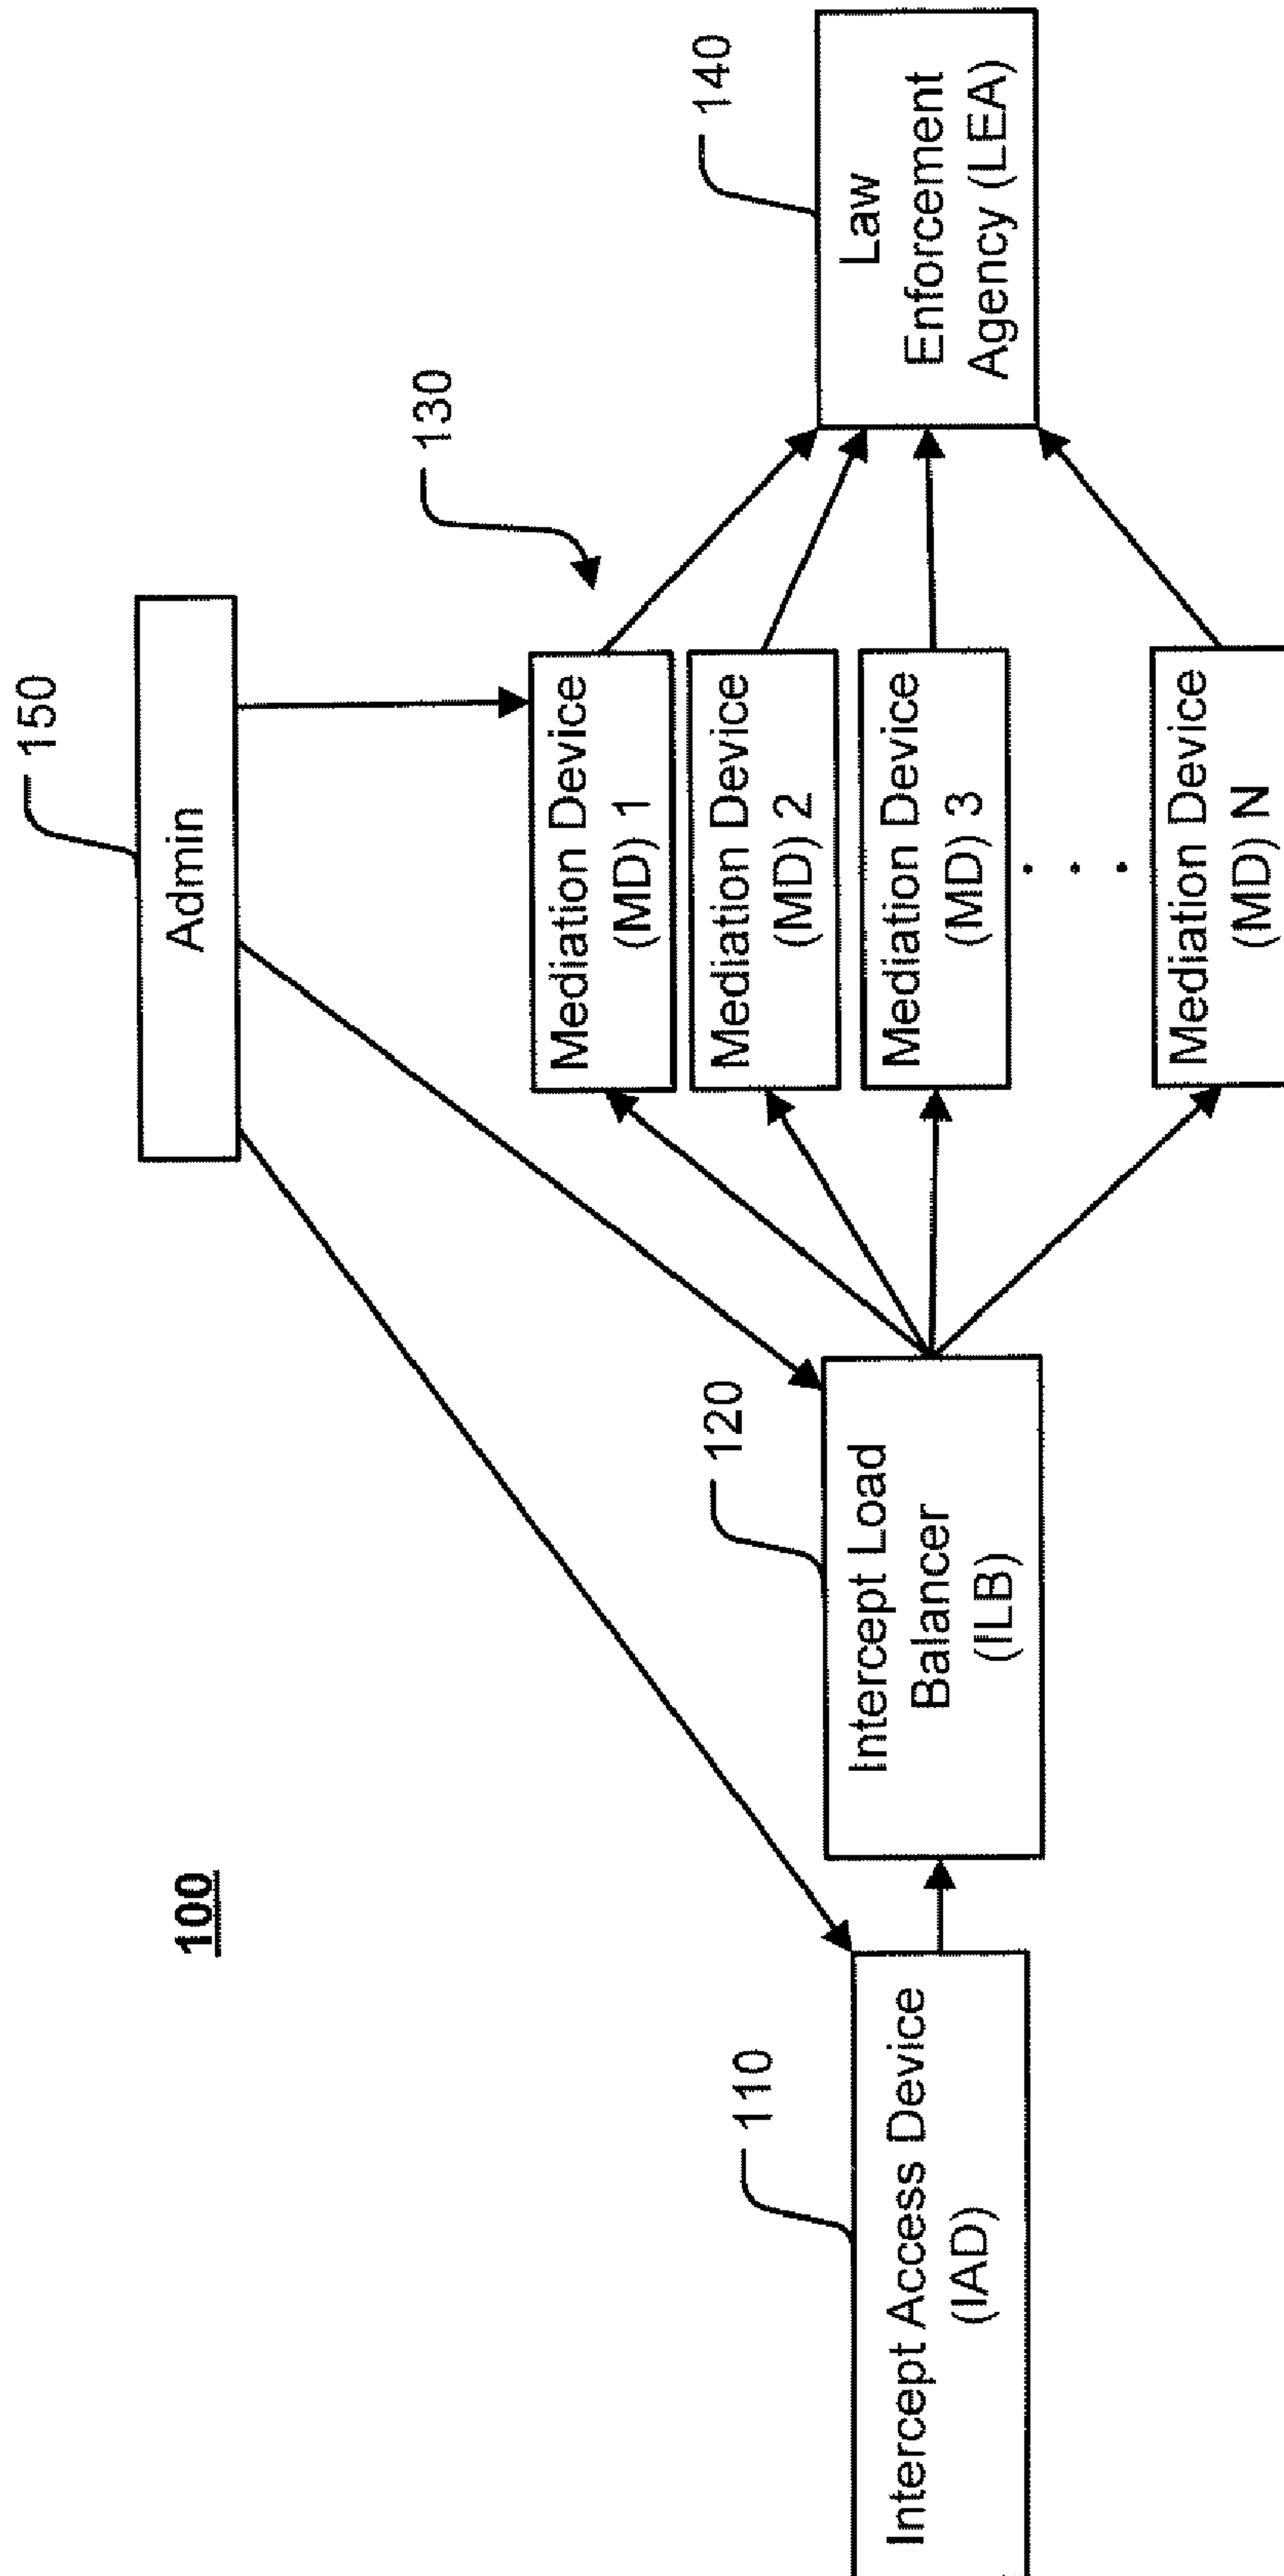 100
150
Admin
130
Mediation Device
(MD) 1
Mediation Device
(MD) 2
Mediation Device
(MD) 3
. . .
Mediation Device
(MD) N
110
Intercept Access Device
(IAD)
120
Intercept Load
Balancer
(ILB)
140
Law
Enforcement
Agency (LEA)